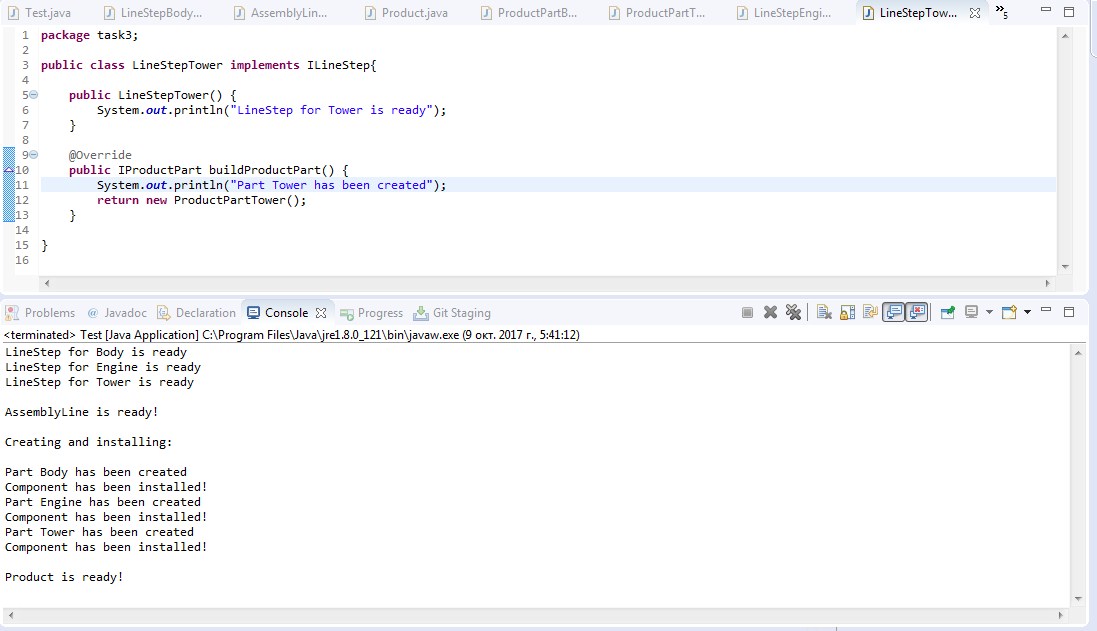 Test.java LineStepBody... AssemblyLin... Product.java ProductPartB... ProductPartT... LineStepEngi... LineStepTow... »5
1 package task3;
2
3 public class LineStepTower implements ILineStep{
4
5 public LineStepTower() {
6 System.out.println("LineStep for Tower is ready");
7 }
8
9 @Override
10 public IProductPart buildProductPart() {
11 System.out.println("Part Tower has been created");
12 return new ProductPartTower();
13 }
14
15 }
16
Problems @ Javadoc Declaration Console Progress Git Staging
<terminated> Test [Java Application] C:\Program Files\Java\jre1.8.0_121\bin\javaw.exe (9 окт. 2017 г., 5:41:12)
LineStep for Body is ready
LineStep for Engine is ready
LineStep for Tower is ready
AssemblyLine is ready!
Creating and installing:
Part Body has been created
Component has been installed!
Part Engine has been created
Component has been installed!
Part Tower has been created
Component has been installed!
Product is ready!